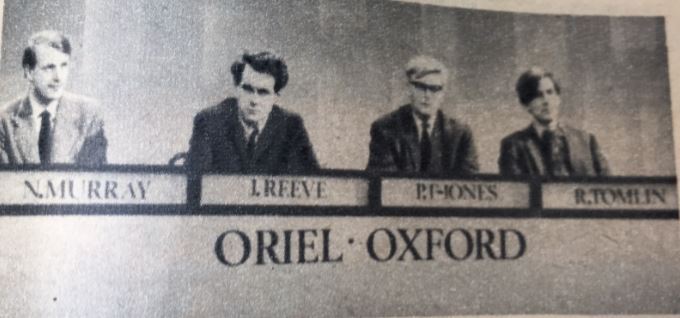 N. MURRAY J. REEVE P. F-JONES R. TOMLIN
ORIEL · OXFORD